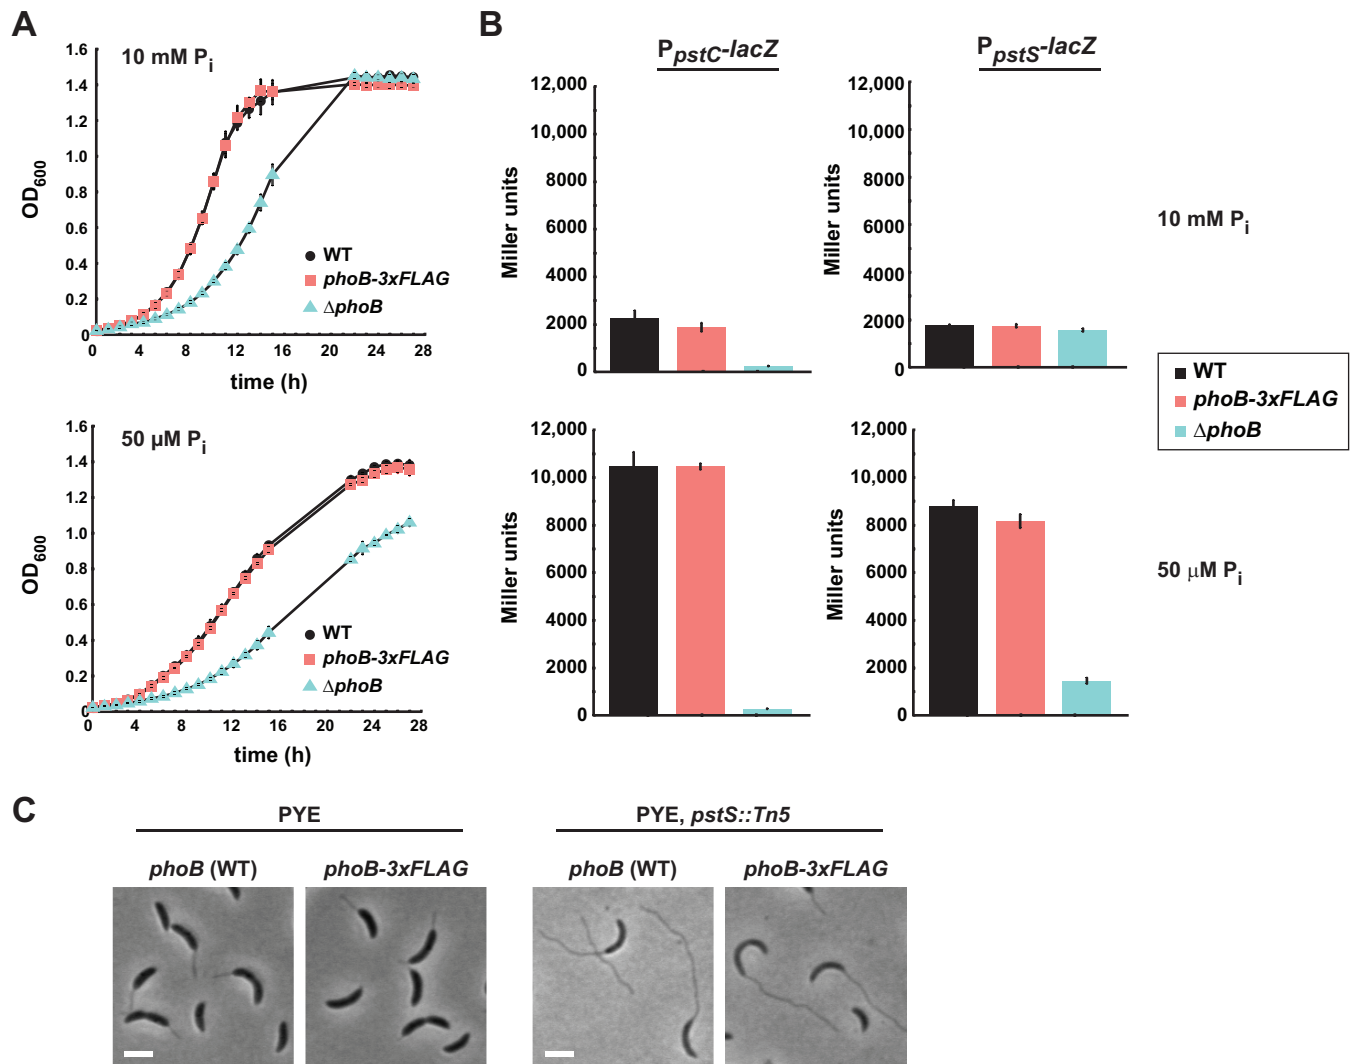 A
10 mM Pi
1.6
1.4
1.2
1.0
0.8
0.6
0.4
0.2
0
OD600
0 4 8 12 16 20 24 28
time (h)
WT
phoB-3xFLAG
ΔphoB
50 µM Pi
1.6
1.4
1.2
1.0
0.8
0.6
0.4
0.2
0
OD600
0 4 8 12 16 20 24 28
time (h)
WT
phoB-3xFLAG
ΔphoB
B
PpstC-lacZ
PpstS-lacZ
12,000
10,000
8000
6000
4000
2000
0
Miller units
12,000
10,000
8000
6000
4000
2000
0
Miller units
10 mM Pi
WT
phoB-3xFLAG
ΔphoB
12,000
10,000
8000
6000
4000
2000
0
Miller units
12,000
10,000
8000
6000
4000
2000
0
Miller units
50 µM Pi
C
PYE
PYE, pstS::Tn5
phoB (WT)
phoB-3xFLAG
phoB (WT)
phoB-3xFLAG